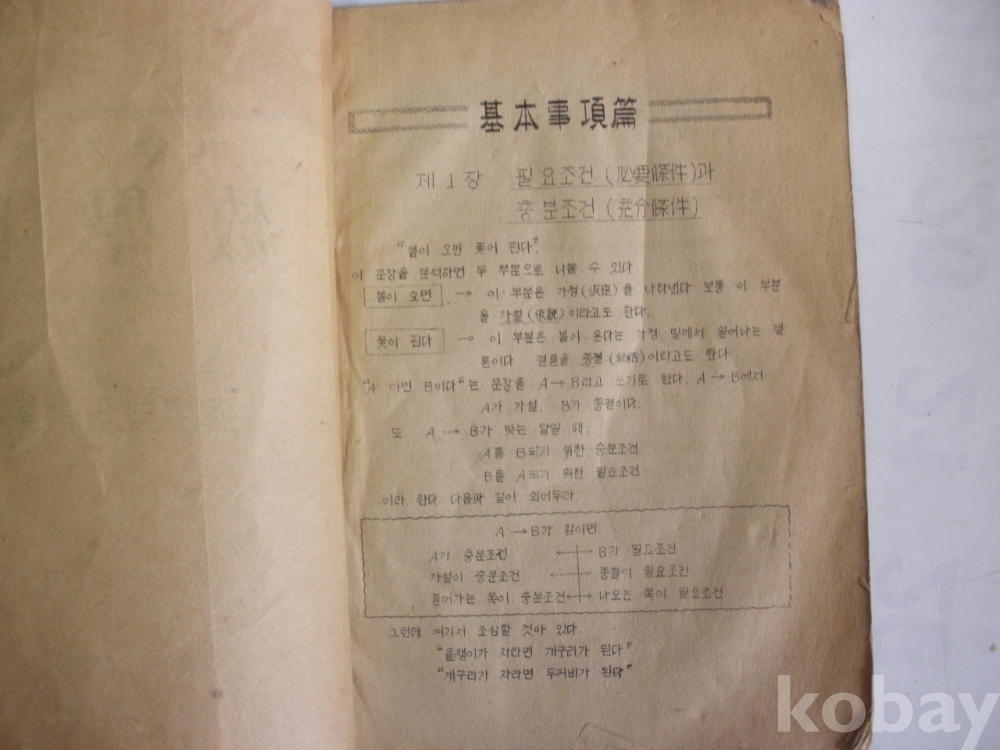 基本事項篇
제 1 장 필요조건 (必要條件)과
충분조건 (充分條件)
"봄이 오면 꽃이 핀다".
이 문장을 분석하면 두 부분으로 나눌 수 있다
봄이 오면 → 이 부분은 가정(仮定)을 나타낸다 보통 이 부분
을 가설(仮說)이라고도 한다.
꽃이 핀다 → 이 부분은 봄이 온다는 가정 밑에서 일어나는 결
론이다 결론을 종결(終結)이라고도 한다
"A 이면 B이다"는 문장을 A → B라고 쓰기로 한다. A → B에서
A가 가설, B가 종결이다.
또 A → B가 맞는 말일 때,
A를 B되기 위한 충분조건
B를 A되기 위한 필요조건
이라 한다 다음과 같이 외어두라.
A → B가 참이면
A가 충분조건 ←→ B가 필요조건
가설이 충분조건 ←→ 종결이 필요조건
들어가는 쪽이 충분조건 ←→ 나오는 쪽이 필요조건
그런데 여기서 조심할 것아 있다.
"올챙이가 자라면 개구리가 된다"
"개구리가 자라면 두꺼비가 된다"
kobay